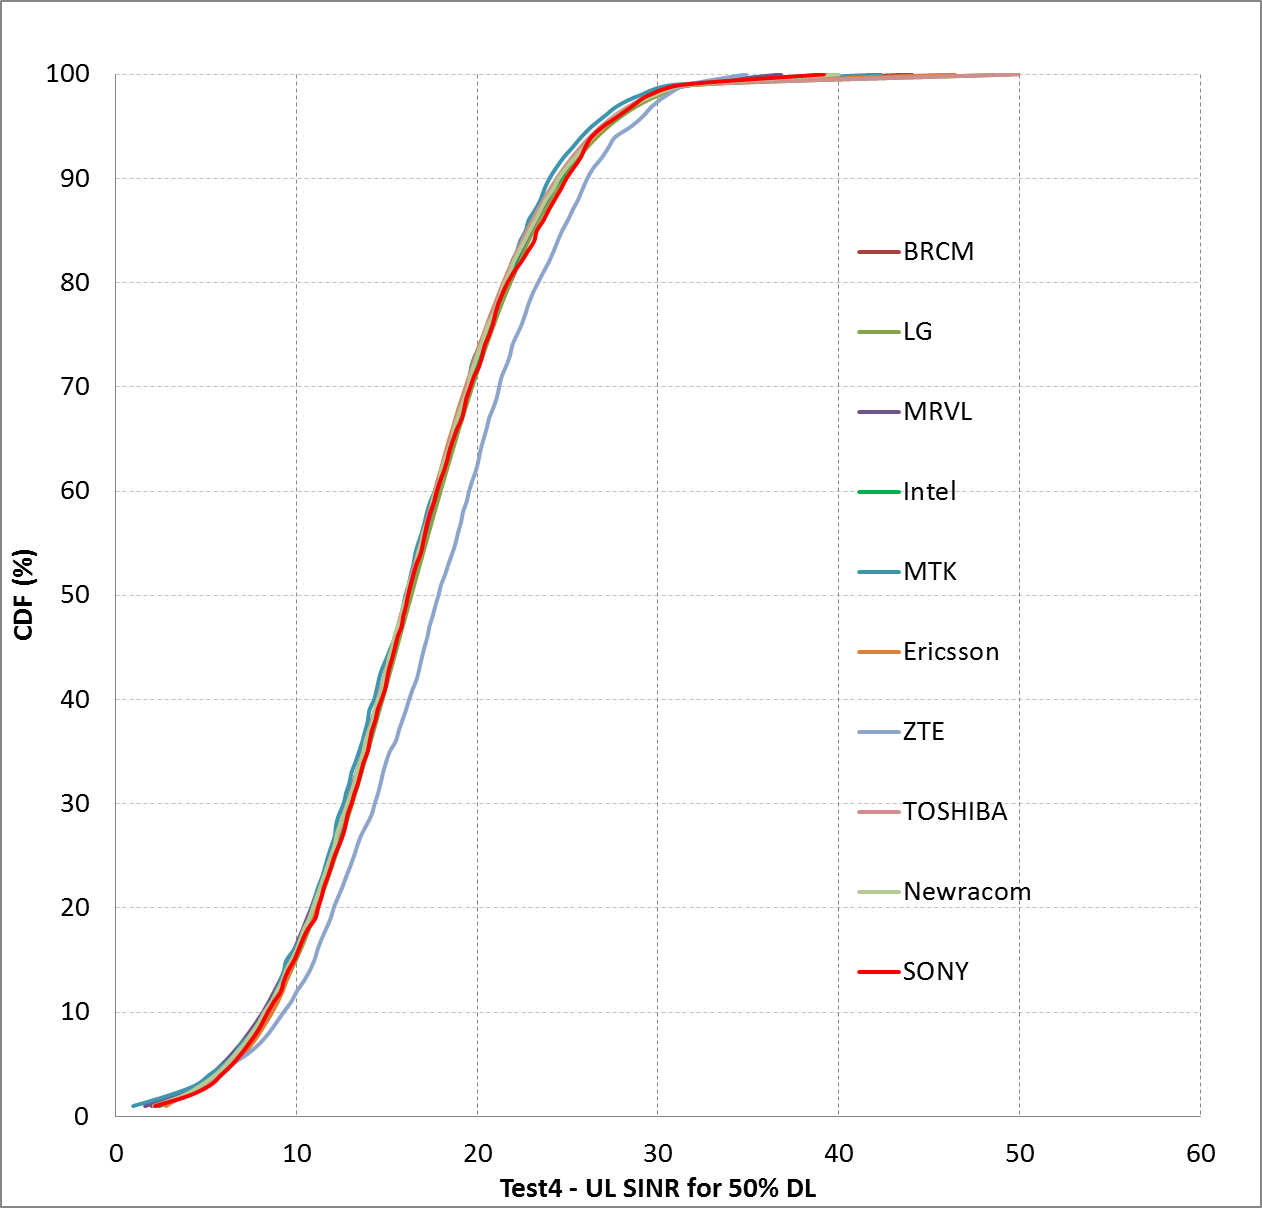 100
90
80
70
60
50
40
30
20
10
0
CDF (%)
BRCM
LG
MRVL
Intel
MTK
Ericsson
ZTE
TOSHIBA
Newracom
SONY
0 10 20 30 40 50 60
Test4 - UL SINR for 50% DL